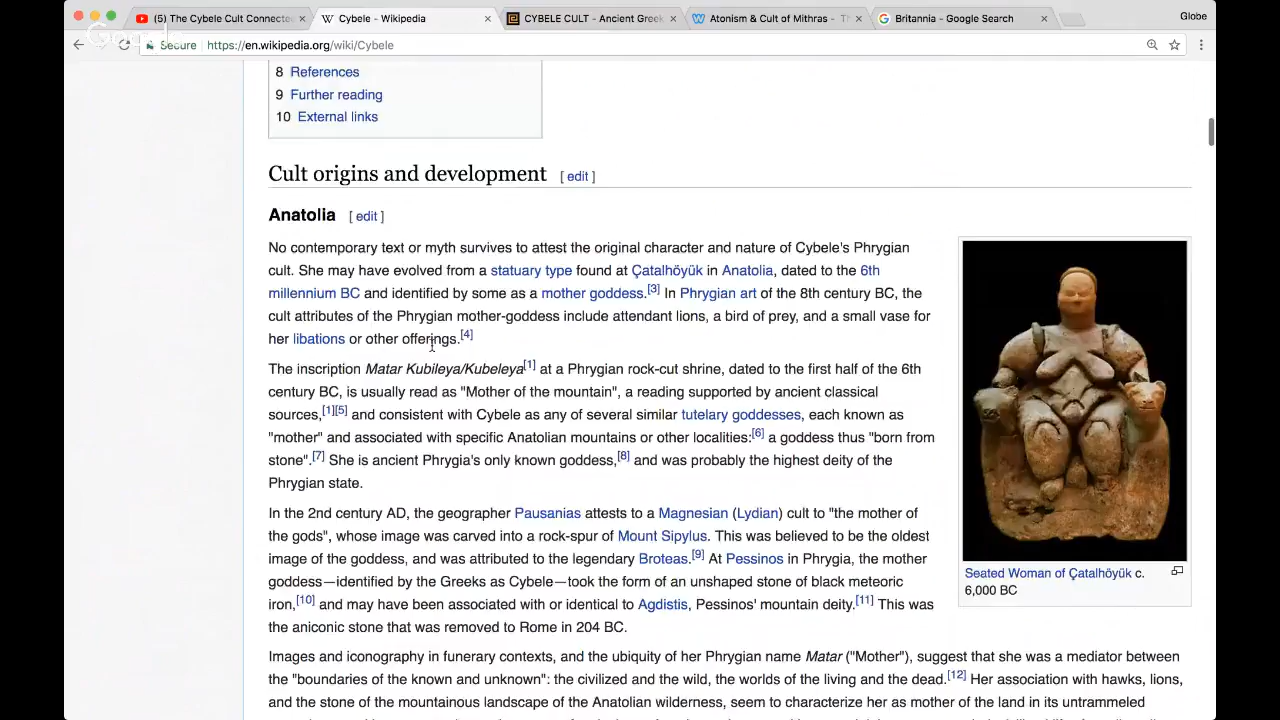 (5) The Cybele Cult Connecte
Cybele - Wikipedia
CYBELE CULT - Ancient Greek
Atonism & Cult of Mithras - Th
Britannia - Google Search
Globe
Google
Secure
https://en.wikipedia.org/wiki/Cybele
8 References
9 Further reading
10 External links
Cult origins and development [ edit ]
Anatolia [ edit ]
No contemporary text or myth survives to attest the original character and nature of Cybele's Phrygian
cult. She may have evolved from a statuary type found at Çatalhöyük in Anatolia, dated to the 6th
millennium BC and identified by some as a mother goddess.[3] In Phrygian art of the 8th century BC, the
cult attributes of the Phrygian mother-goddess include attendant lions, a bird of prey, and a small vase for
her libations or other offerings.[4]
The inscription Matar Kubileya/Kubeleya[1] at a Phrygian rock-cut shrine, dated to the first half of the 6th
century BC, is usually read as "Mother of the mountain", a reading supported by ancient classical
sources,[1][5] and consistent with Cybele as any of several similar tutelary goddesses, each known as
"mother" and associated with specific Anatolian mountains or other localities:[6] a goddess thus "born from
stone".[7] She is ancient Phrygia's only known goddess,[8] and was probably the highest deity of the
Phrygian state.
In the 2nd century AD, the geographer Pausanias attests to a Magnesian (Lydian) cult to "the mother of
the gods", whose image was carved into a rock-spur of Mount Sipylus. This was believed to be the oldest
image of the goddess, and was attributed to the legendary Broteas.[9] At Pessinos in Phrygia, the mother
goddess—identified by the Greeks as Cybele—took the form of an unshaped stone of black meteoric
iron,[10] and may have been associated with or identical to Agdistis, Pessinos' mountain deity.[11] This was
the aniconic stone that was removed to Rome in 204 BC.
Seated Woman of Çatalhöyük c.
6,000 BC
Images and iconography in funerary contexts, and the ubiquity of her Phrygian name Matar ("Mother"), suggest that she was a mediator between
the "boundaries of the known and unknown": the civilized and the wild, the worlds of the living and the dead.[12] Her association with hawks, lions,
and the stone of the mountainous landscape of the Anatolian wilderness, seem to characterize her as mother of the land in its untrammeled